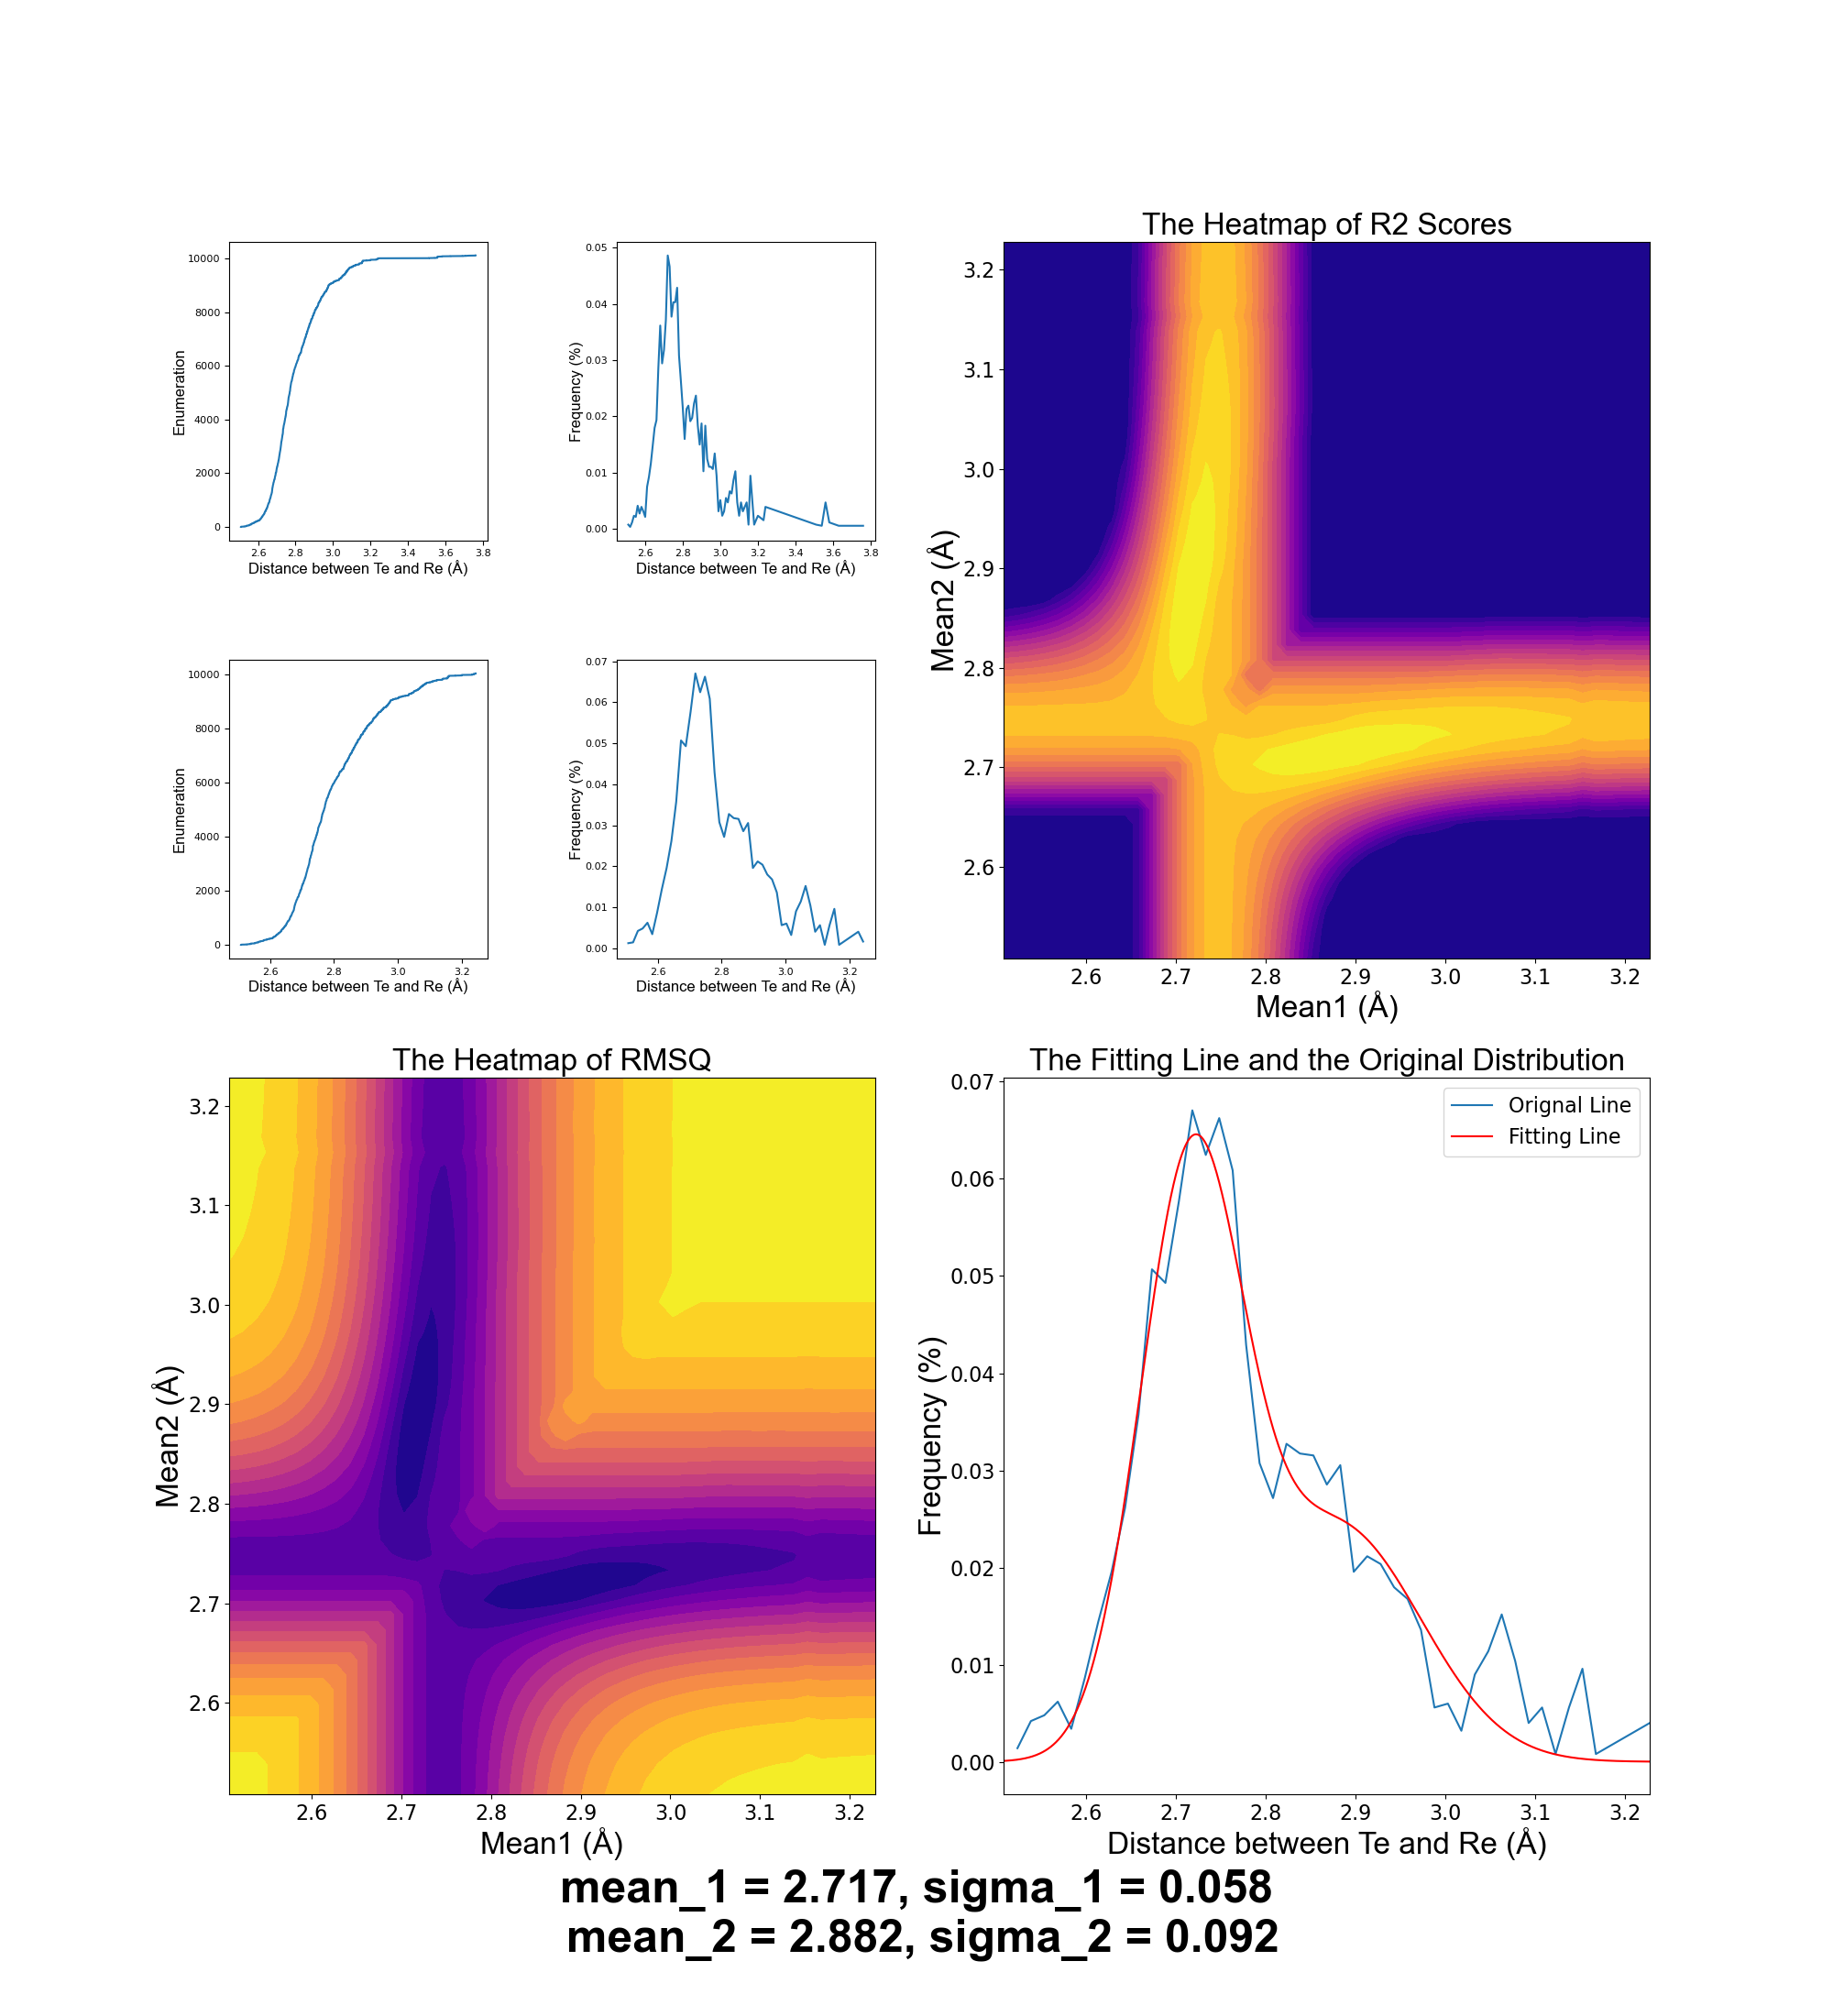 10000
8000
6000
4000
2000
0
Enumeration
2.6 2.8 3.0 3.2 3.4 3.6 3.8
Distance between Te and Re (Å)
0.05
0.04
0.03
0.02
0.01
0.00
Frequency (%)
2.6 2.8 3.0 3.2 3.4 3.6 3.8
Distance between Te and Re (Å)
The Heatmap of R2 Scores
3.2
3.1
3.0
2.9
2.8
2.7
2.6
Mean2 (Å)
2.6 2.7 2.8 2.9 3.0 3.1 3.2
Mean1 (Å)
10000
8000
6000
4000
2000
0
Enumeration
2.6 2.8 3.0 3.2
Distance between Te and Re (Å)
0.07
0.06
0.05
0.04
0.03
0.02
0.01
0.00
Frequency (%)
2.6 2.8 3.0 3.2
Distance between Te and Re (Å)
The Heatmap of RMSQ
3.2
3.1
3.0
2.9
2.8
2.7
2.6
Mean2 (Å)
2.6 2.7 2.8 2.9 3.0 3.1 3.2
Mean1 (Å)
The Fitting Line and the Original Distribution
Orignal Line
Fitting Line
0.07
0.06
0.05
0.04
0.03
0.02
0.01
0.00
Frequency (%)
2.6 2.7 2.8 2.9 3.0 3.1 3.2
Distance between Te and Re (Å)
mean_1 = 2.717, sigma_1 = 0.058
mean_2 = 2.882, sigma_2 = 0.092